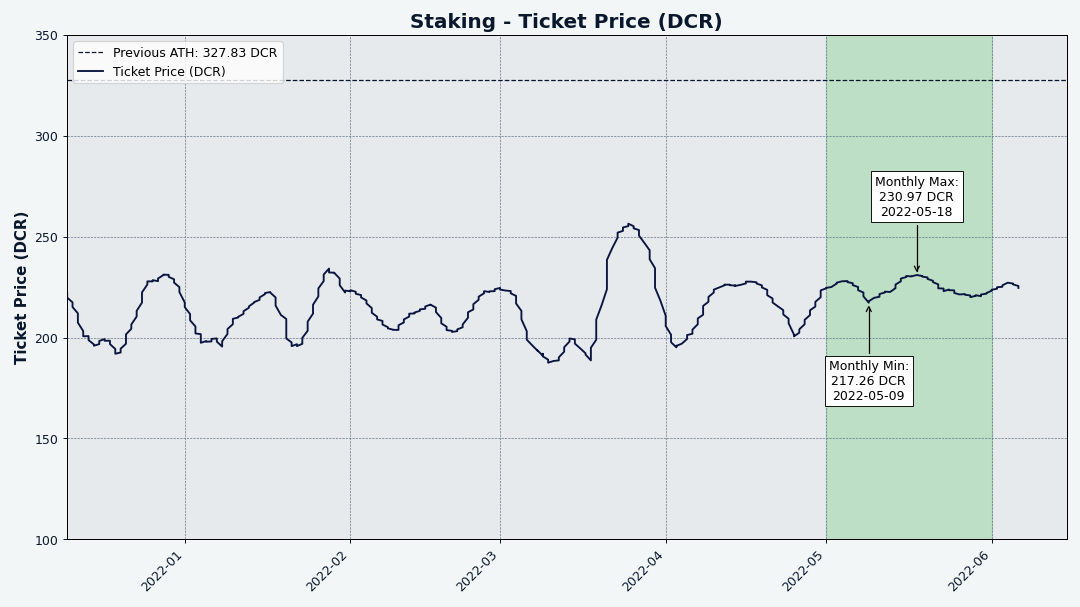 Staking - Ticket Price (DCR)
Previous ATH: 327.83 DCR
Ticket Price (DCR)
Ticket Price (DCR)
350
300
250
200
150
100
Monthly Max:
230.97 DCR
2022-05-18
Monthly Min:
217.26 DCR
2022-05-09
2022-01
2022-02
2022-03
2022-04
2022-05
2022-06